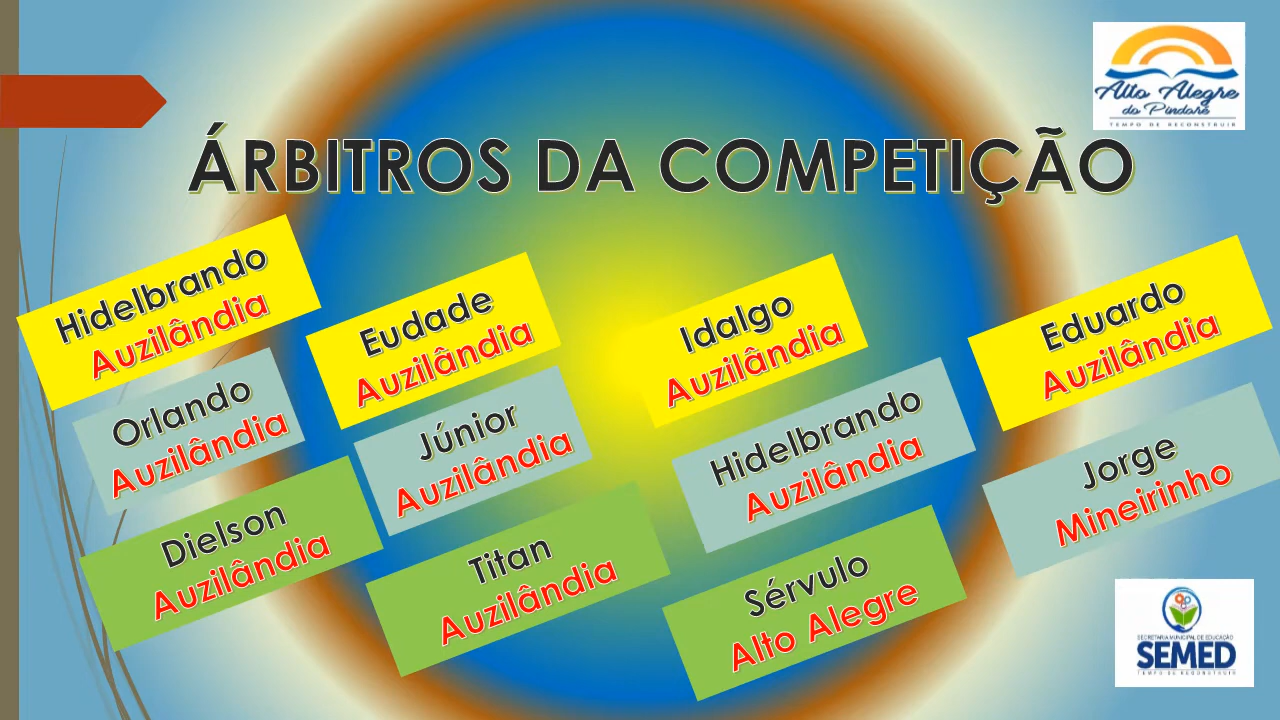 Alto Alegre
do Pindaré
TEMPO DE RECONSTRUIR
ÁRBITROS DA COMPETIÇÃO
Hidelbrando
Auzilândia
Eudade
Auzilândia
Idalgo
Auzilândia
Eduardo
Auzilândia
Orlando
Auzilândia
Júnior
Auzilândia
Hidelbrando
Auzilândia
Jorge
Mineirinho
Dielson
Auzilândia
Titan
Auzilândia
Sérvulo
Alto Alegre
SECRETARIA MUNICIPAL DE EDUCAÇÃO
SEMED
TEMPO DE RECONSTRUIR